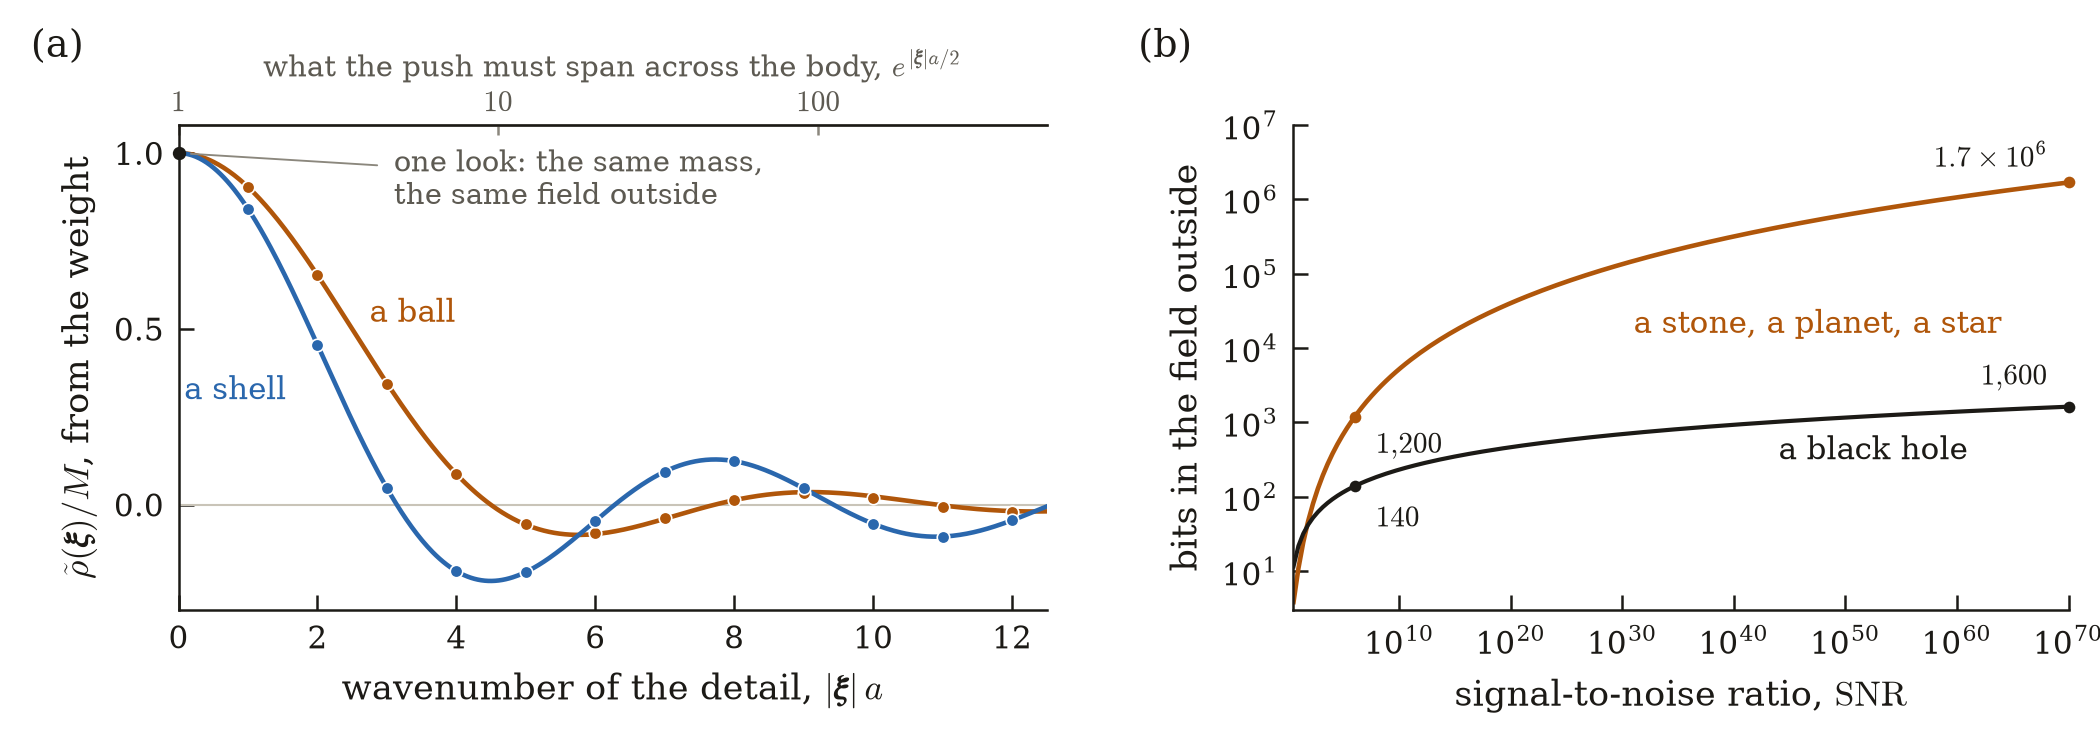 (a)
what the push must span across the body, e^{|ξ|a/2}
1 10 100
1.0
0.5
0.0
ρ̃(ξ)/M, from the weight
one look: the same mass,
the same field outside
a ball
a shell
0 2 4 6 8 10 12
wavenumber of the detail, |ξ| a
(b)
10^7
10^6
10^5
10^4
10^3
10^2
10^1
bits in the field outside
1.7 × 10^6
a stone, a planet, a star
1,600
1,200
a black hole
140
10^{10} 10^{20} 10^{30} 10^{40} 10^{50} 10^{60} 10^{70}
signal-to-noise ratio, SNR